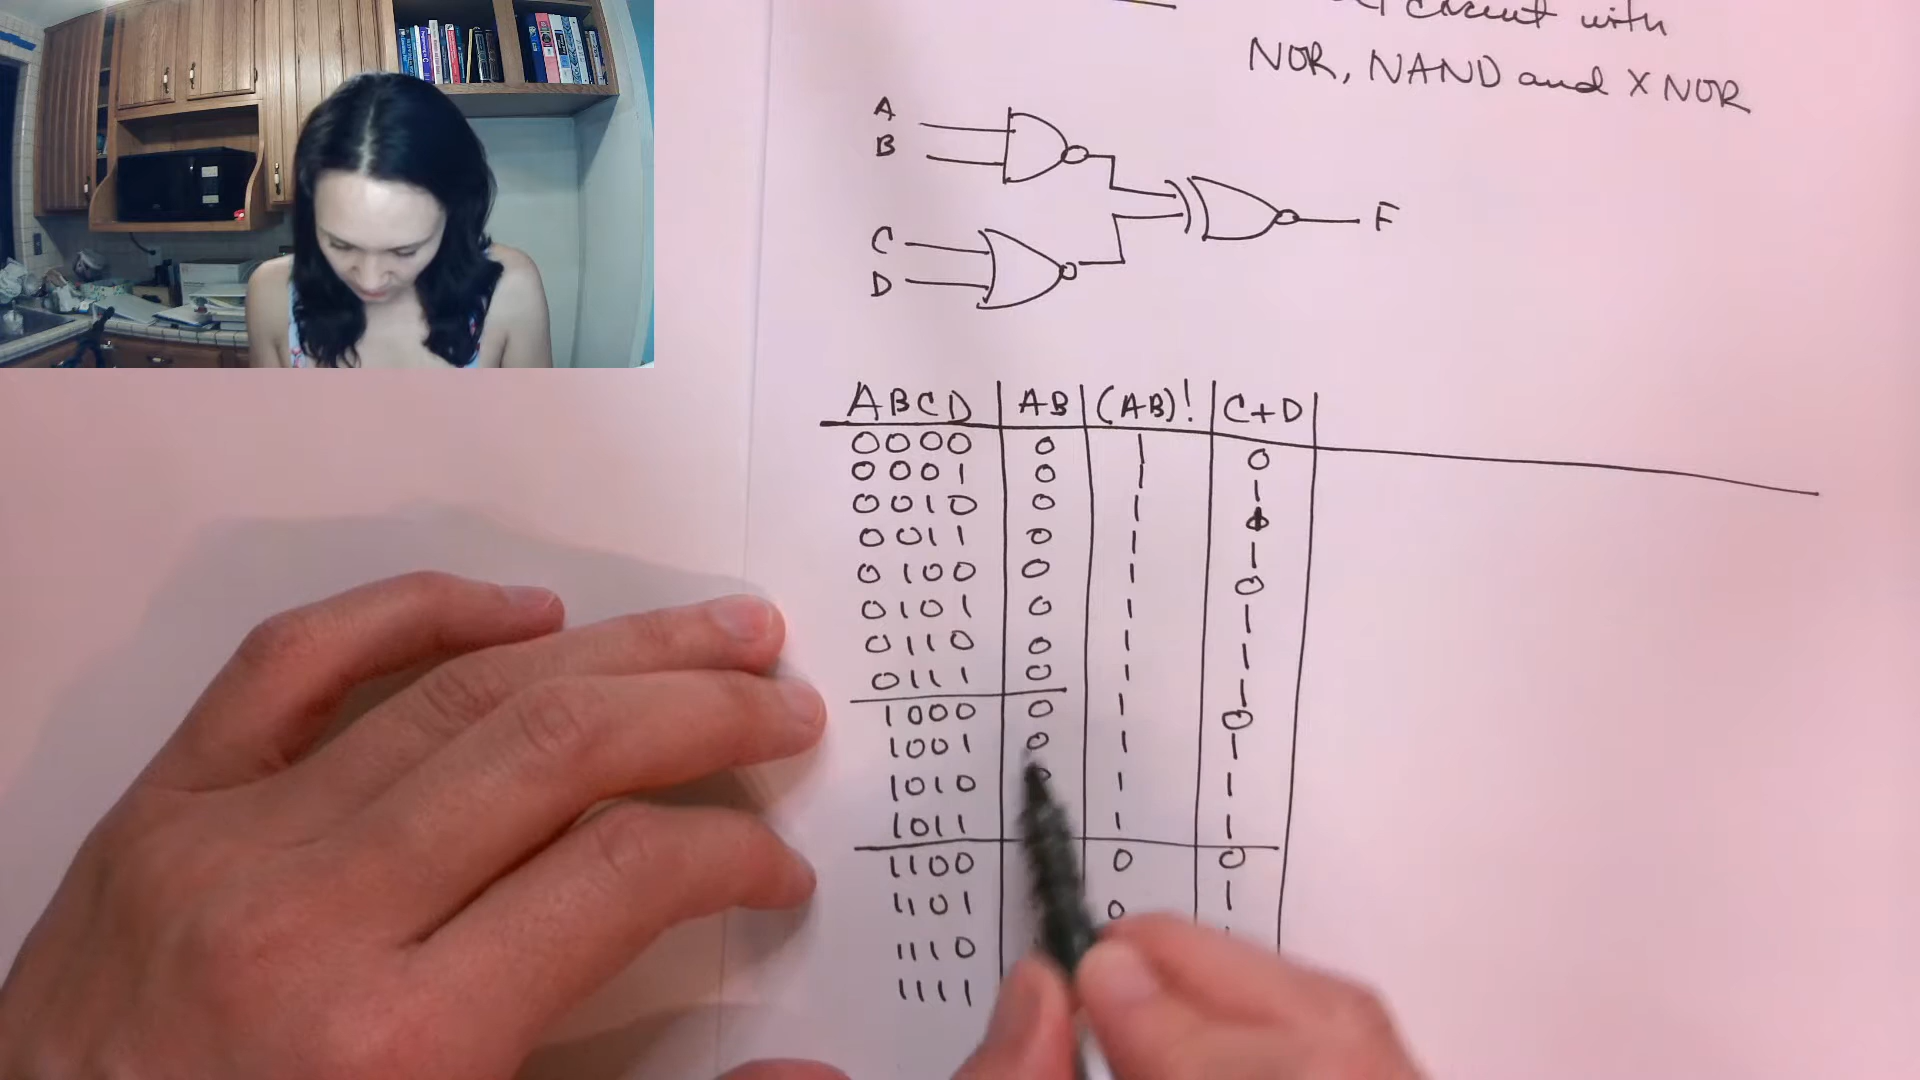 circuit with
NOR, NAND and XNOR
A
B
F
C
D
A B C D | AB | (AB)! | C+D
0000 0 1 0
0001 0 1 1
0010 0 1
0011 0 1 1
0100 0 1 0
0101 0 1 1
0110 0 1 1
0111 0 1 1
1000 0 1 0
1001 0 1 1
1010 1 1
1011 1 1
1100 0 0
1101 0 1
1110
1111